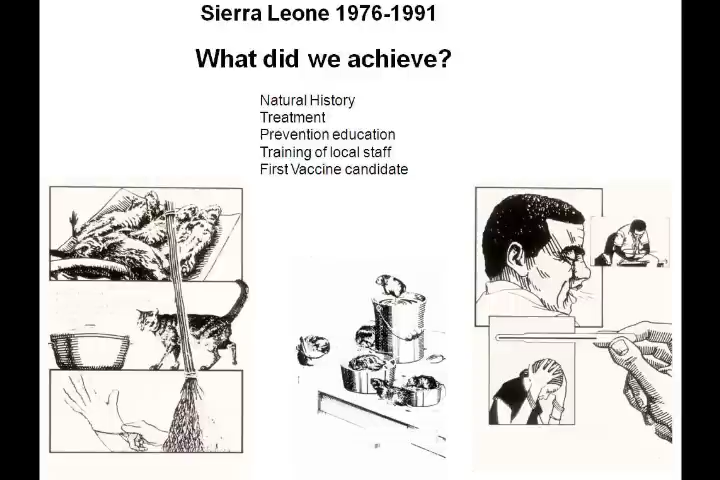 Sierra Leone 1976-1991
What did we achieve?
Natural History
Treatment
Prevention education
Training of local staff
First Vaccine candidate